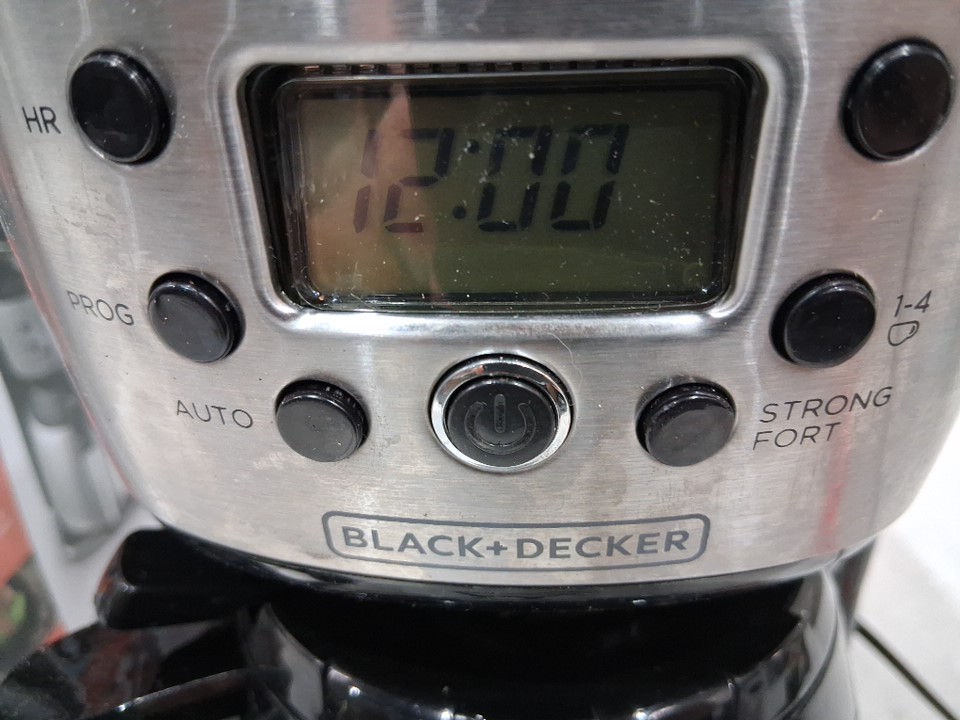 HR
12:00
PROG
1-4
AUTO
STRONG
FORT
BLACK+DECKER